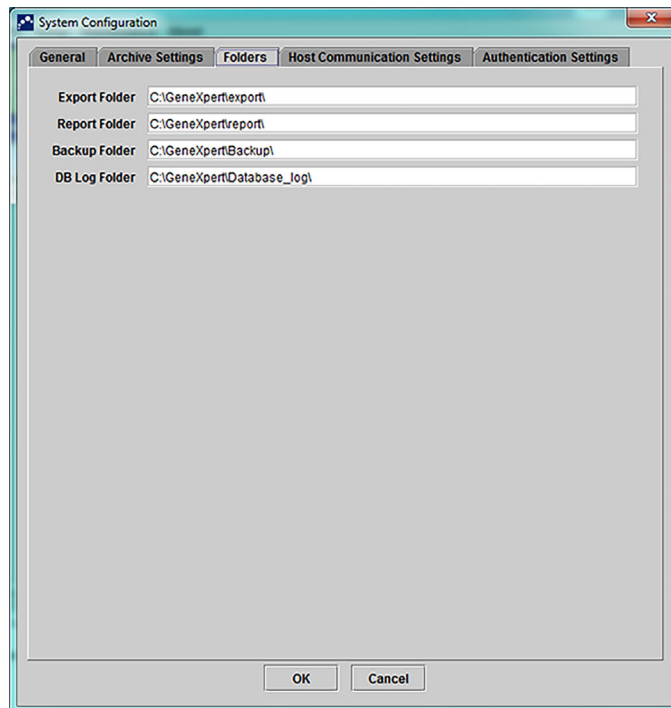 System Configuration
General Archive Settings Folders Host Communication Settings Authentication Settings
Export Folder C:\GeneXpert\export\
Report Folder C:\GeneXpert\report\
Backup Folder C:\GeneXpert\Backup\
DB Log Folder C:\GeneXpert\Database_log\
OK Cancel